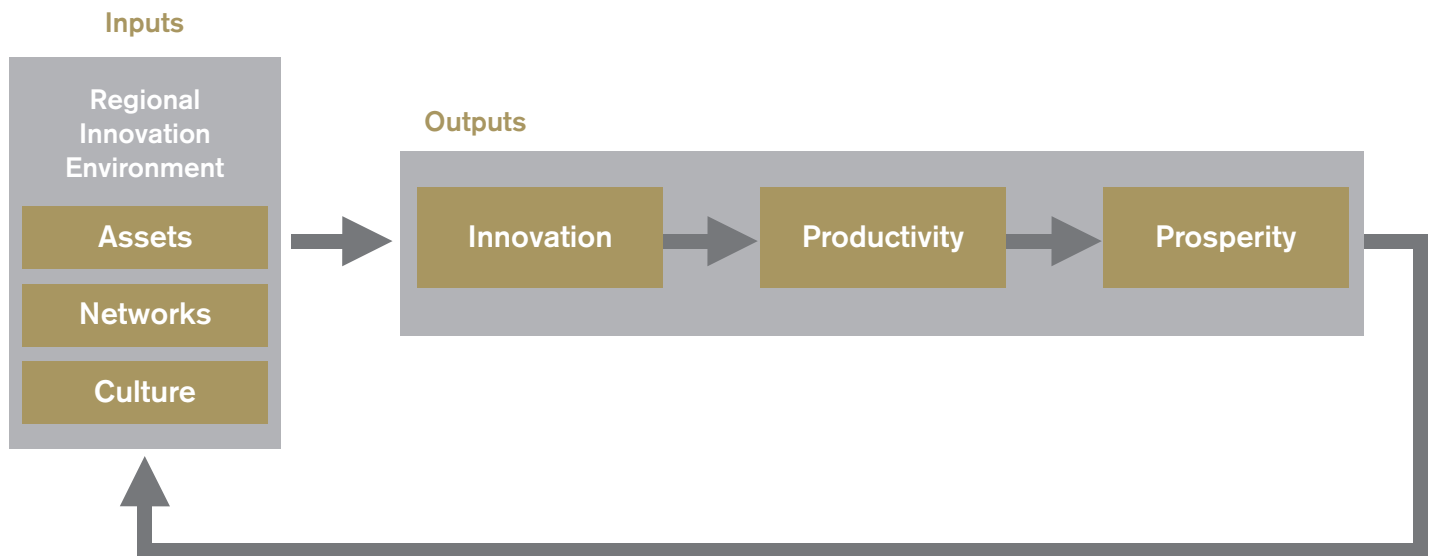 Inputs
Regional
Innovation
Environment
Assets
Networks
Culture
Outputs
Innovation
Productivity
Prosperity